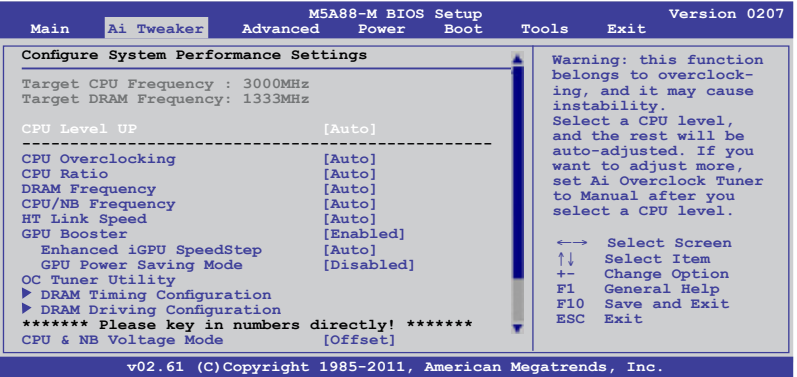 M5A88-M BIOS Setup Version 0207
Main Ai Tweaker Advanced Power Boot Tools Exit
Configure System Performance Settings
Target CPU Frequency : 3000MHz
Target DRAM Frequency: 1333MHz
CPU Level UP [Auto]
-------------------------------------------------
CPU Overclocking [Auto]
CPU Ratio [Auto]
DRAM Frequency [Auto]
CPU/NB Frequency [Auto]
HT Link Speed [Auto]
GPU Booster [Enabled]
Enhanced iGPU SpeedStep [Auto]
GPU Power Saving Mode [Disabled]
OC Tuner Utility
DRAM Timing Configuration
DRAM Driving Configuration
******* Please key in numbers directly! *******
CPU & NB Voltage Mode [Offset]
Warning: this function
belongs to overclock-
ing, and it may cause
instability.
Select a CPU level,
and the rest will be
auto-adjusted. If you
want to adjust more,
set Ai Overclock Tuner
to Manual after you
select a CPU level.
←→ Select Screen
↑↓ Select Item
+- Change Option
F1 General Help
F10 Save and Exit
ESC Exit
v02.61 (C)Copyright 1985-2011, American Megatrends, Inc.